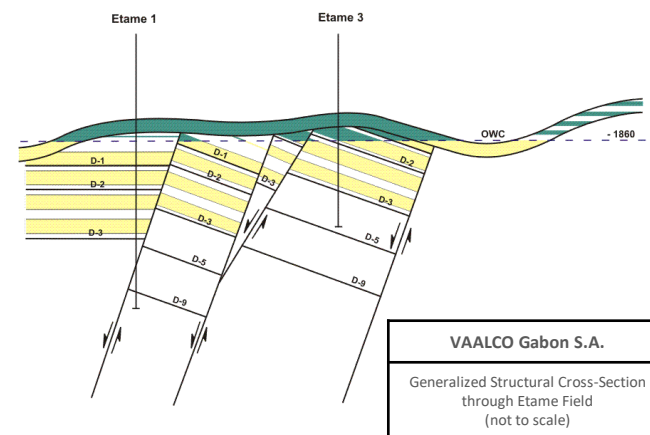 Etame 1
Etame 3
OWC
- 1860
D-1
D-2
D-3
D-1
D-2
D-3
D-3
D-5
D-9
D-2
D-3
D-5
D-9
VAALCO Gabon S.A.
Generalized Structural Cross-Section
through Etame Field
(not to scale)